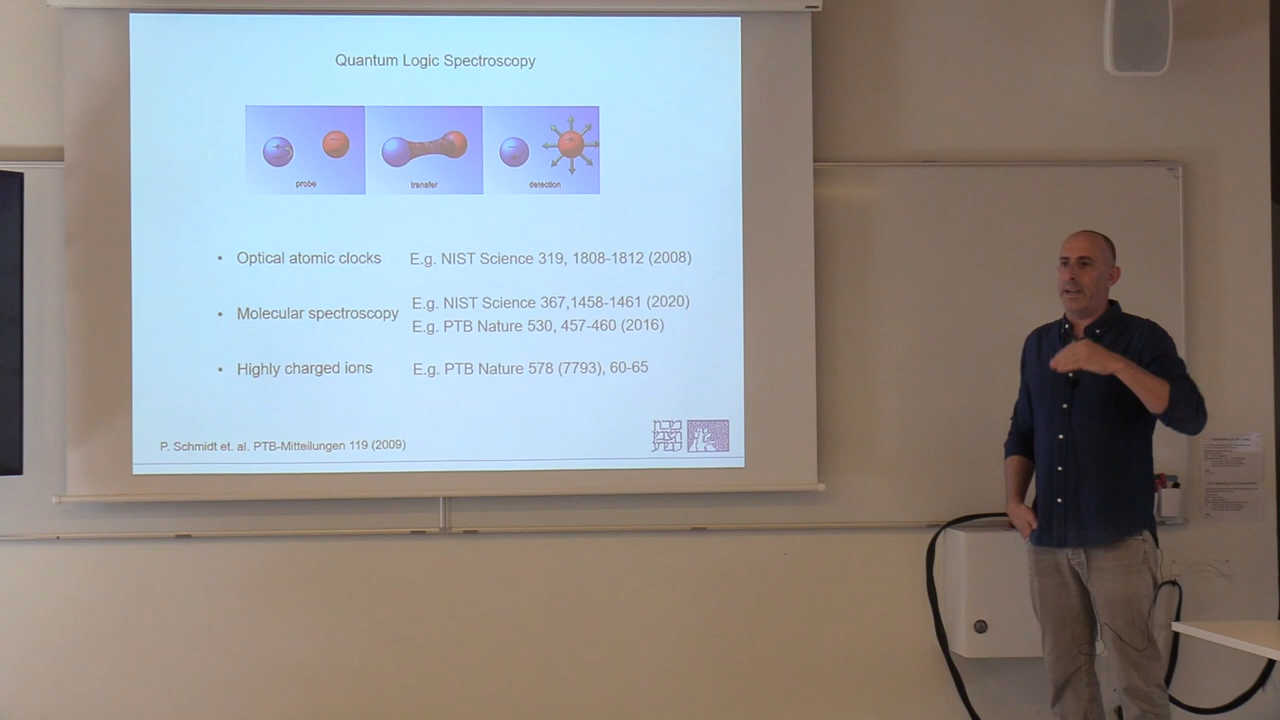 Quantum Logic Spectroscopy
probe
transfer
detection
• Optical atomic clocks E.g. NIST Science 319, 1808-1812 (2008)
• Molecular spectroscopy E.g. NIST Science 367,1458-1461 (2020)
E.g. PTB Nature 530, 457-460 (2016)
• Highly charged ions E.g. PTB Nature 578 (7793), 60-65
P. Schmidt et. al. PTB-Mitteilungen 119 (2009)